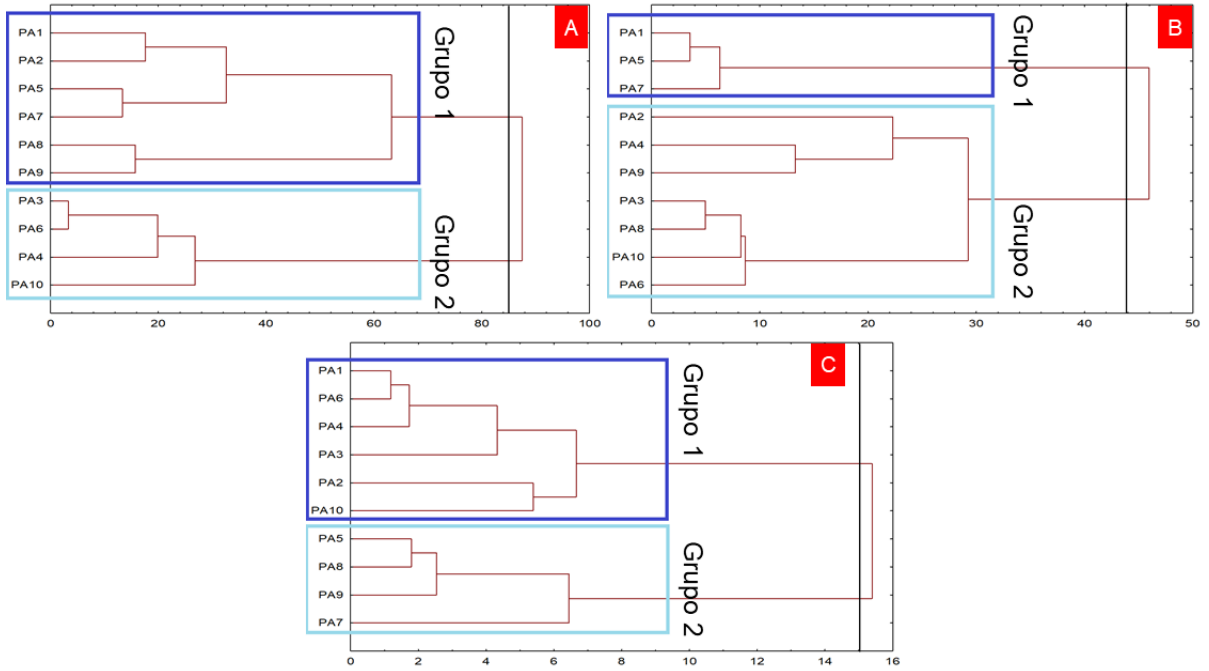 A
PA1
PA2
PA5
PA7
PA8
PA9
PA3
PA6
PA4
PA10
Grupo 1
Grupo 2
0 20 40 60 80 100
B
PA1
PA5
PA7
PA2
PA4
PA9
PA3
PA8
PA10
PA6
Grupo 1
Grupo 2
0 10 20 30 40 50
C
PA1
PA6
PA4
PA3
PA2
PA10
PA5
PA8
PA9
PA7
Grupo 1
Grupo 2
0 2 4 6 8 10 12 14 16